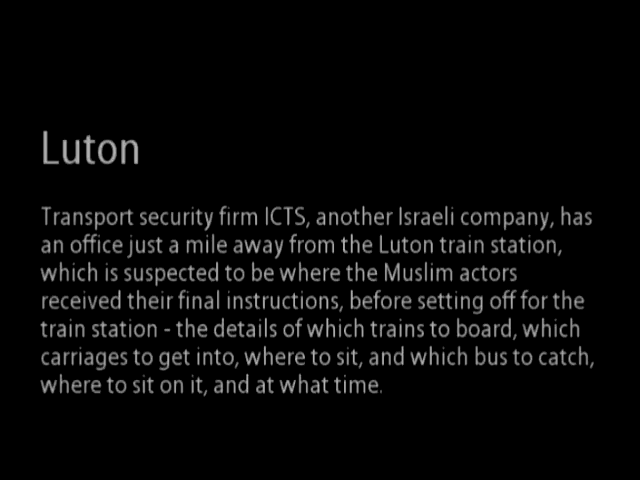 Luton
Transport security firm ICTS, another Israeli company, has
an office just a mile away from the Luton train station,
which is suspected to be where the Muslim actors
received their final instructions, before setting off for the
train station - the details of which trains to board, which
carriages to get into, where to sit, and which bus to catch,
where to sit on it, and at what time.